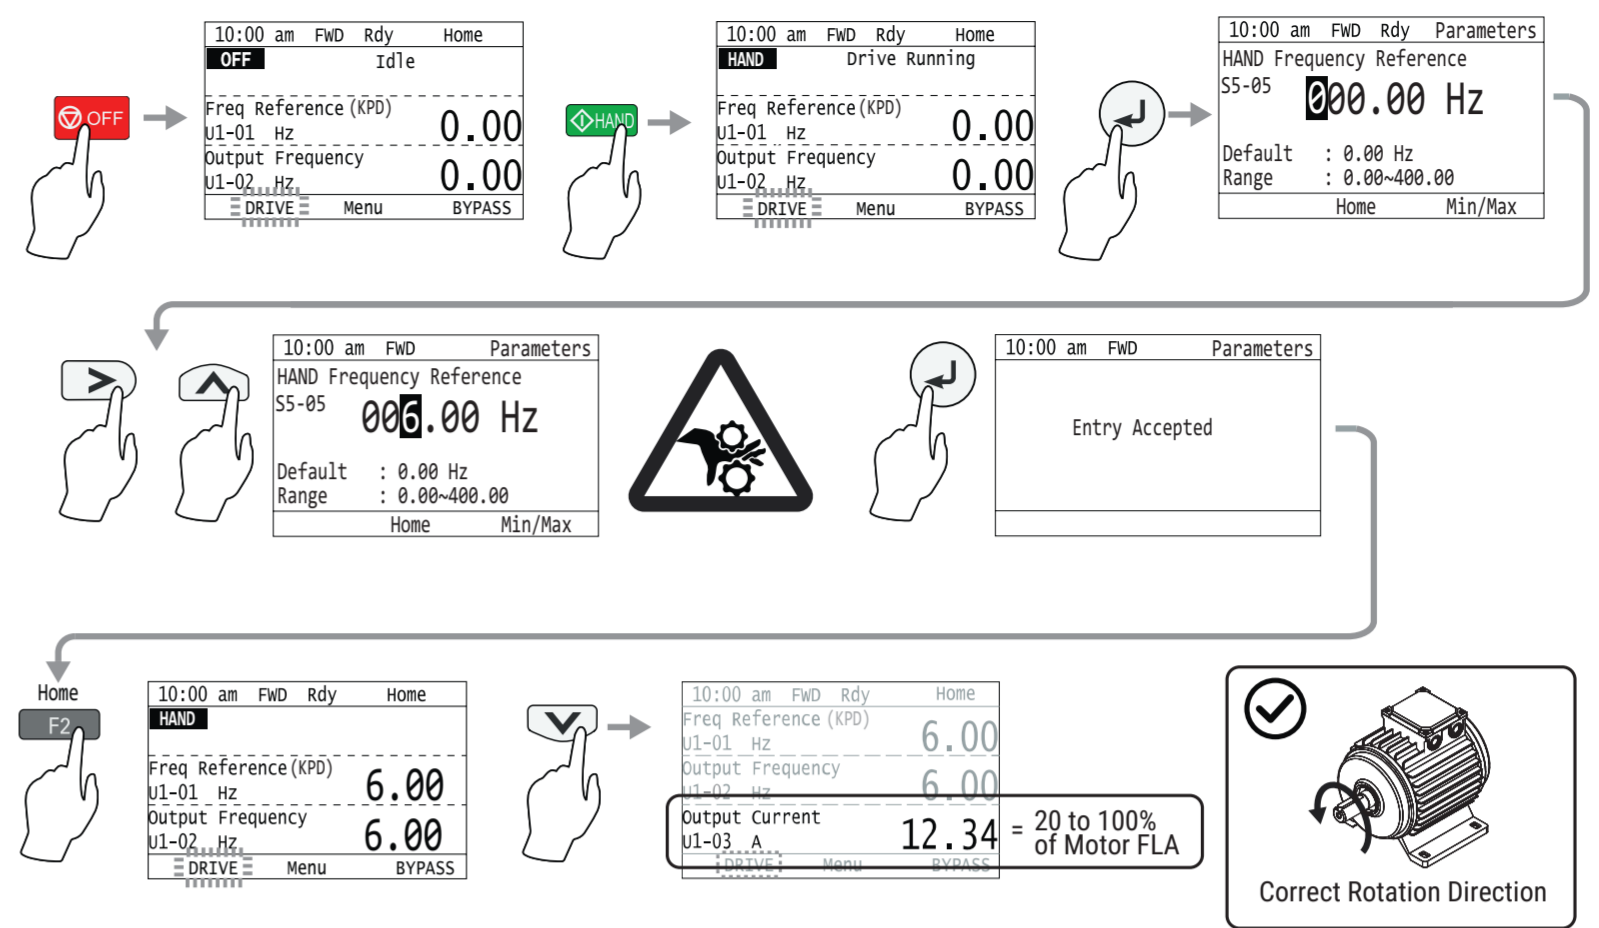 OFF
10:00 am FWD Rdy Home
OFF Idle
Freq Reference (KPD)
U1-01 Hz 0.00
Output Frequency
U1-02 Hz 0.00
DRIVE Menu BYPASS
HAND
10:00 am FWD Rdy Home
HAND Drive Running
Freq Reference (KPD)
U1-01 Hz 0.00
Output Frequency
U1-02 Hz 0.00
DRIVE Menu BYPASS
10:00 am FWD Rdy Parameters
HAND Frequency Reference
S5-05 000.00 Hz
Default : 0.00 Hz
Range : 0.00~400.00
Home Min/Max
10:00 am FWD Parameters
HAND Frequency Reference
S5-05 006.00 Hz
Default : 0.00 Hz
Range : 0.00~400.00
Home Min/Max
10:00 am FWD Parameters
Entry Accepted
Home
F2
10:00 am FWD Rdy Home
HAND
Freq Reference (KPD)
U1-01 Hz 6.00
Output Frequency
U1-02 Hz 6.00
DRIVE Menu BYPASS
10:00 am FWD Rdy Home
Freq Reference (KPD)
U1-01 Hz 6.00
Output Frequency
U1-02 Hz 6.00
Output Current
U1-03 A 12.34
DRIVE Menu BYPASS
= 20 to 100%
of Motor FLA
Correct Rotation Direction